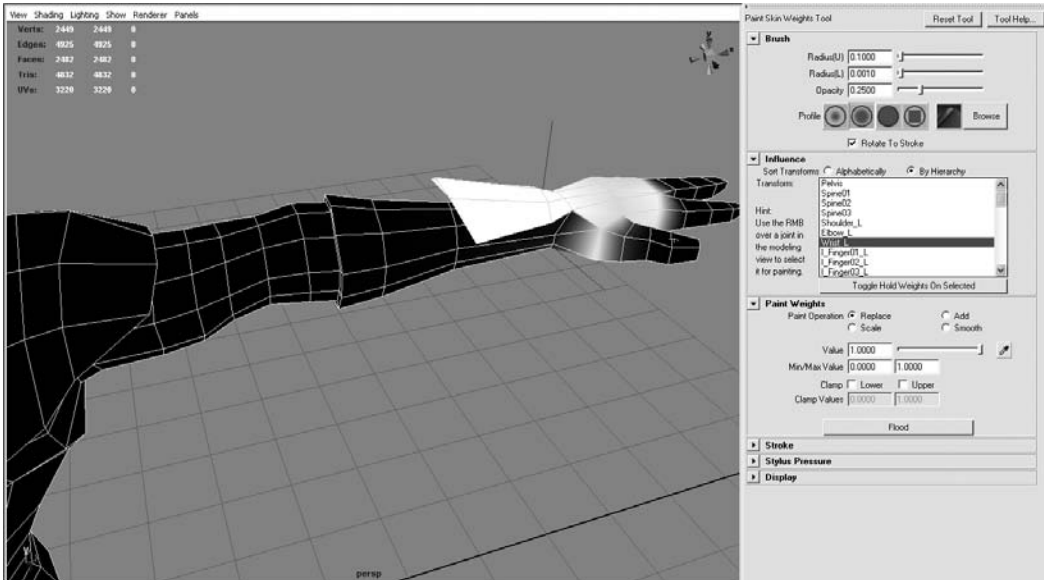 View Shading Lighting Show Renderer Panels
Verts: 2449 2449 0
Edges: 4925 4925 0
Faces: 2482 2482 0
Tris: 4832 4832 0
UVs: 3220 3220 0
persp
Paint Skin Weights Tool
Reset Tool
Tool Help...
Brush
Radius(U) 0.1000
Radius(L) 0.0010
Opacity 0.2500
Profile
Browse
Rotate To Stroke
Influence
Sort Transforms: Alphabetically By Hierarchy
Transform:
Pelvis
Spine01
Spine02
Spine03
Shoulder_L
Elbow_L
Wrist_L
I_Finger01_L
I_Finger02_L
I_Finger03_L
Hint:
Use the RMB
over a joint in
the modeling
view to select
it for painting.
Toggle Hold Weights On Selected
Paint Weights
Paint Operation Replace Add
Scale Smooth
Value 1.0000
Min/Max Value 0.0000 1.0000
Clamp Lower Upper
Clamp Values 0.0000 1.0000
Flood
Stroke
Stylus Pressure
Display